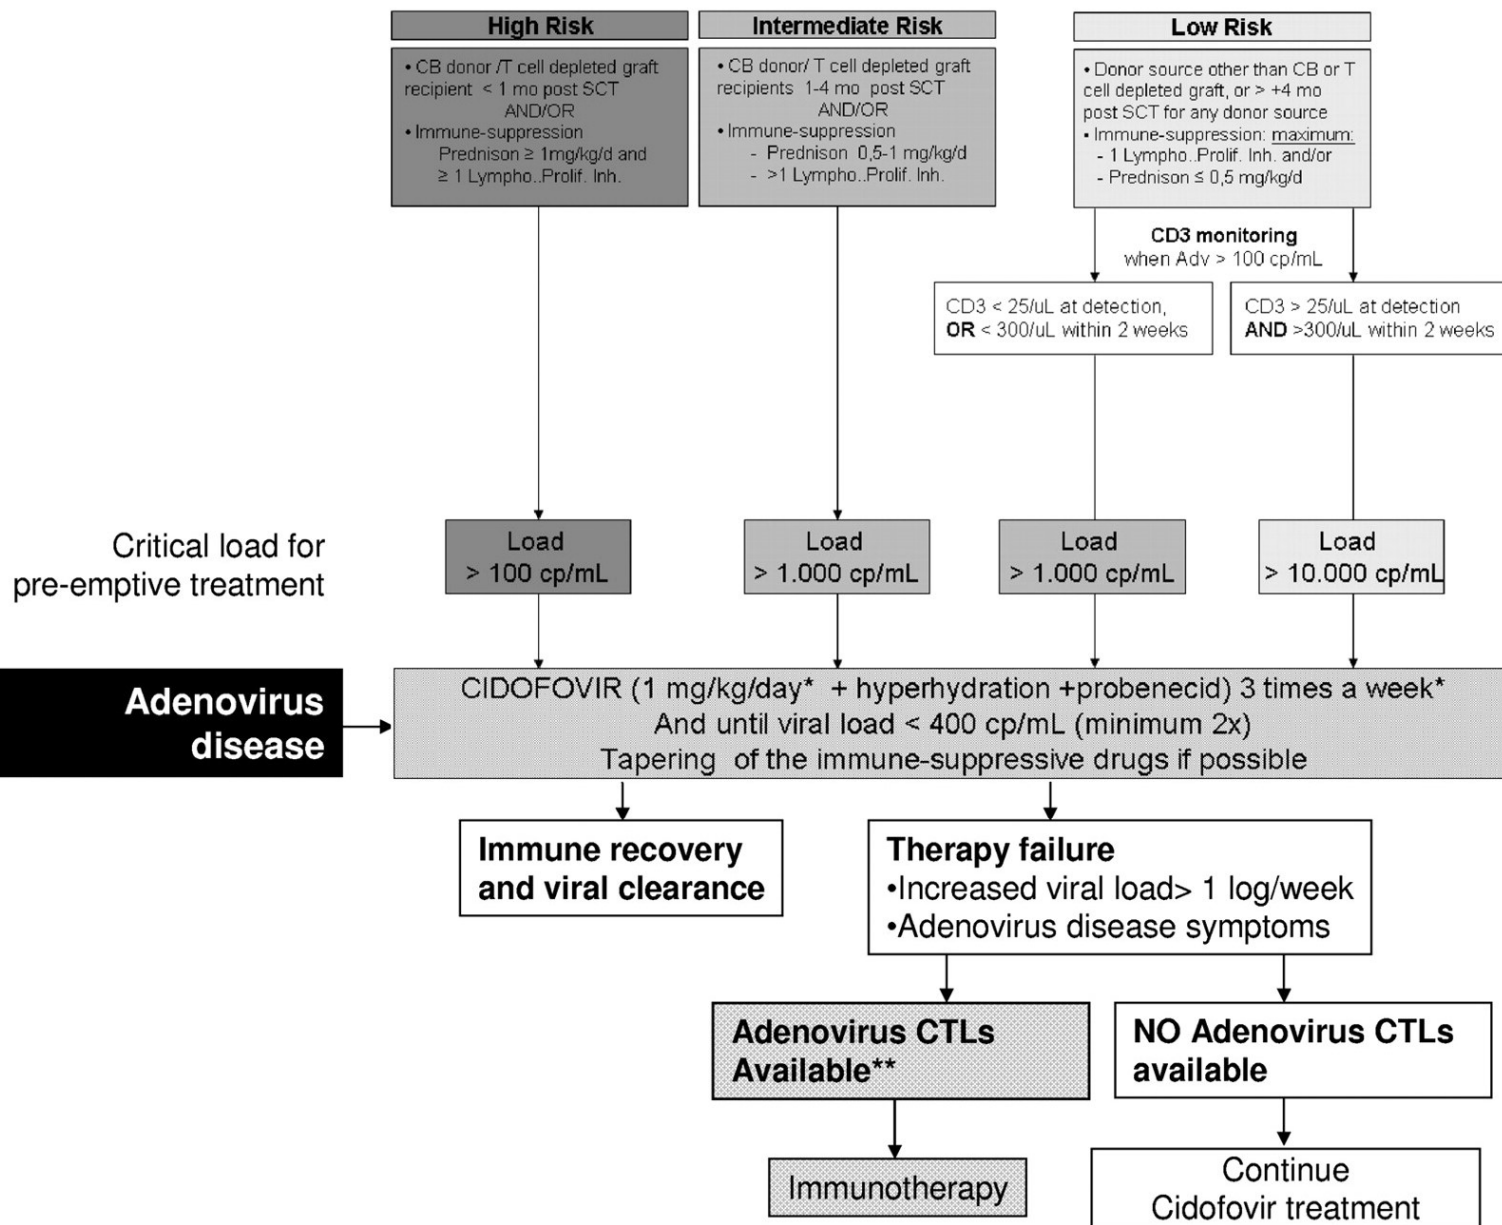 High Risk
• CB donor /T cell depleted graft
recipient < 1 mo post SCT
AND/OR
• Immune-suppression
Prednison ≥ 1mg/kg/d and
≥ 1 Lympho..Prolif. Inh.
Intermediate Risk
• CB donor/ T cell depleted graft
recipients 1-4 mo post SCT
AND/OR
• Immune-suppression
- Prednison 0,5-1 mg/kg/d
- >1 Lympho..Prolif. Inh.
Low Risk
• Donor source other than CB or T
cell depleted graft, or > +4 mo
post SCT for any donor source
• Immune-suppression: maximum:
- 1 Lympho..Prolif. Inh. and/or
- Prednison ≤ 0,5 mg/kg/d
CD3 monitoring
when Adv > 100 cp/mL
CD3 < 25/uL at detection,
OR < 300/uL within 2 weeks
CD3 > 25/uL at detection
AND >300/uL within 2 weeks
Critical load for
pre-emptive treatment
Load
> 100 cp/mL
Load
> 1.000 cp/mL
Load
> 1.000 cp/mL
Load
> 10.000 cp/mL
Adenovirus
disease
CIDOFOVIR (1 mg/kg/day* + hyperhydration +probenecid) 3 times a week*
And until viral load < 400 cp/mL (minimum 2x)
Tapering of the immune-suppressive drugs if possible
Immune recovery
and viral clearance
Therapy failure
•Increased viral load> 1 log/week
•Adenovirus disease symptoms
Adenovirus CTLs
Available**
NO Adenovirus CTLs
available
Immunotherapy
Continue
Cidofovir treatment